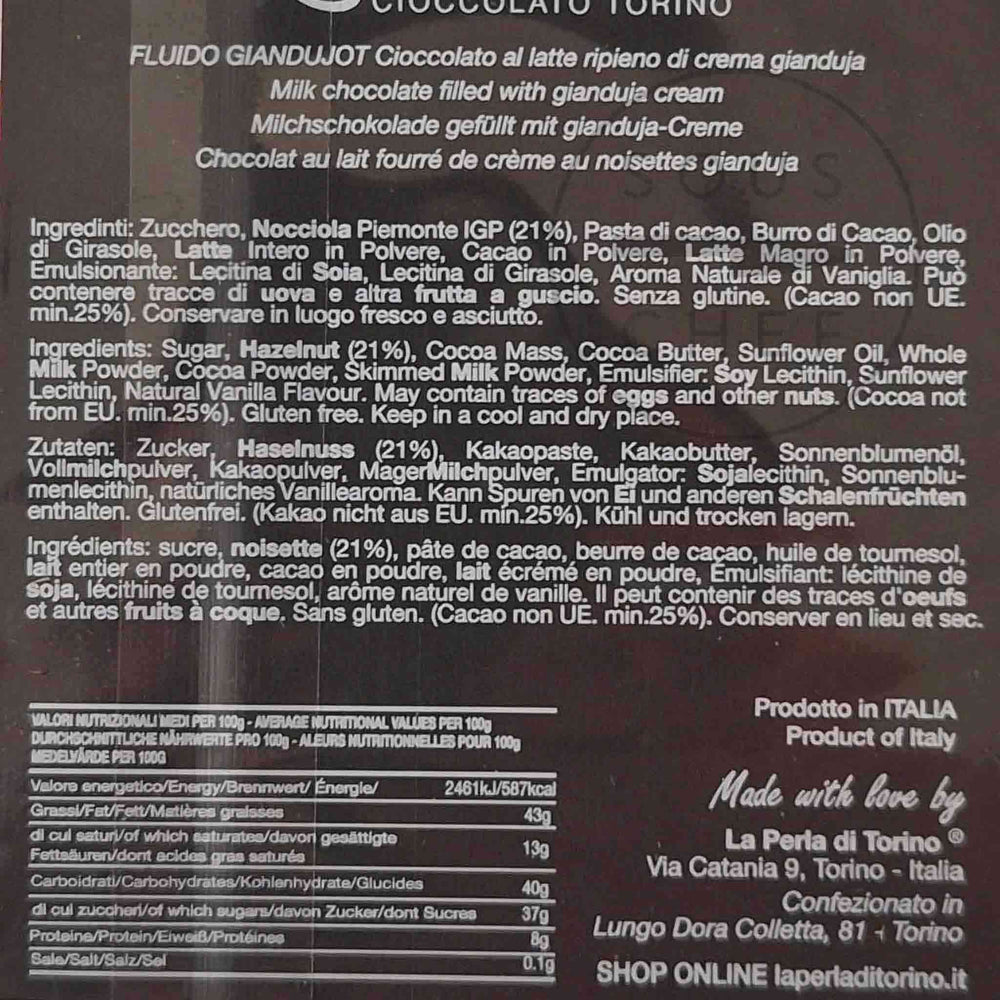 CIOCCOLATO TORINO
FLUIDO GIANDUJOT Cioccolato al latte ripieno di crema gianduja
Milk chocolate filled with gianduja cream
Milchschokolade gefüllt mit gianduja-Creme
Chocolat au lait fourré de crème au noisettes gianduja
SOUS
CHEF
Ingredinti: Zucchero, Nocciola Piemonte IGP (21%), Pasta di cacao, Burro di Cacao, Olio
di Girasole, Latte Intero in Polvere, Cacao in Polvere, Latte Magro in Polvere,
Emulsionante: Lecitina di Soia, Lecitina di Girasole, Aroma Naturale di Vaniglia. Può
contenere tracce di uova e altra frutta a guscio. Senza glutine. (Cacao non UE.
min.25%). Conservare in luogo fresco e asciutto.
Ingredients: Sugar, Hazelnut (21%), Cocoa Mass, Cocoa Butter, Sunflower Oil, Whole
Milk Powder, Cocoa Powder, Skimmed Milk Powder, Emulsifier: Soy Lecithin, Sunflower
Lecithin, Natural Vanilla Flavour. May contain traces of eggs and other nuts. (Cocoa not
from EU. min.25%). Gluten free. Keep in a cool and dry place.
Zutaten: Zucker, Haselnuss (21%), Kakaopaste, Kakaobutter, Sonnenblumenöl,
Vollmilchpulver, Kakaopulver, MagerMilchpulver, Emulgator: Sojalecithin, Sonnenblu-
menlecithin, natürliches Vanillearoma. Kann Spuren von Ei und anderen Schalenfrüchten
enthalten. Glutenfrei. (Kakao nicht aus EU. min.25%). Kühl und trocken lagern.
Ingrédients: sucre, noisette (21%), pâte de cacao, beurre de cacao, huile de tournesol,
lait entier en poudre, cacao en poudre, lait écrémé en poudre, Émulsifiant: lécithine de
soja, lécithine de tournesol, arôme naturel de vanille. Il peut contenir des traces d'oeufs
et autres fruits à coque. Sans gluten. (Cacao non UE. min.25%). Conserver en lieu et sec.
VALORI NUTRIZIONALI MEDI PER 100g - AVERAGE NUTRITIONAL VALUES PER 100g
DURCHSCHNITTLICHE NÄHRWERTE PRO 100g - ALEURS NUTRITIONNELLES POUR 100g
MEDELVÄRDE PER 100G
Valore energetico/Energy/Brennwert/ Énergie/ 2461kJ/587kcal
Grassi/Fat/Fett/Matières graisses 43g
di cui saturi/of which saturates/davon gesättigte
Fettsäuren/dont acides gras saturés 13g
Carboidrati/Carbohydrates/Kohlenhydrate/Glucides 40g
di cui zuccheri/of which sugars/davon Zucker/dont Sucres 37g
Proteine/Protein/Eiweiß/Protéines 8g
Sale/Salt/Salz/Sel 0.1g
Prodotto in ITALIA
Product of Italy
Made with love by
La Perla di Torino ®
Via Catania 9, Torino - Italia
Confezionato in
Lungo Dora Colletta, 81 - Torino
SHOP ONLINE laperladitorino.it